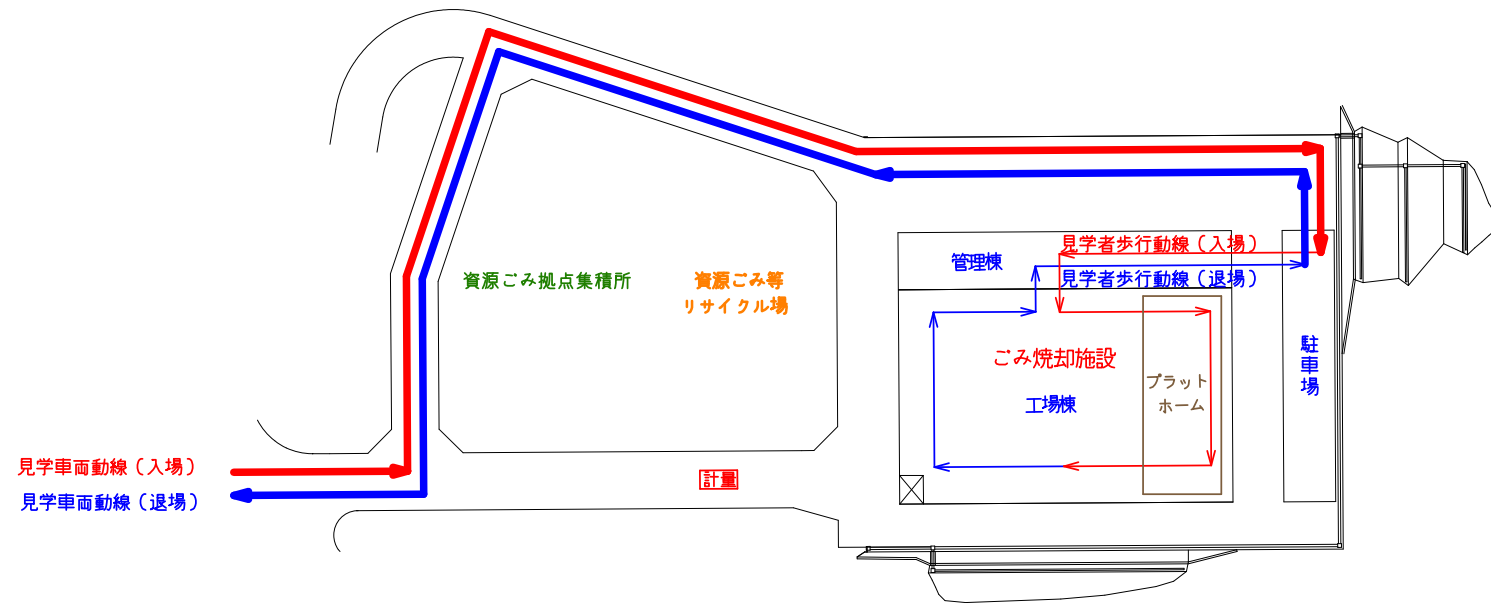 見学者歩行動線（入場）
管理棟
見学者歩行動線（退場）
資源ごみ拠点集積所
資源ごみ等
リサイクル場
ごみ焼却施設
駐車場
プラット
ホーム
工場棟
見学車両動線（入場）
計量
見学車両動線（退場）